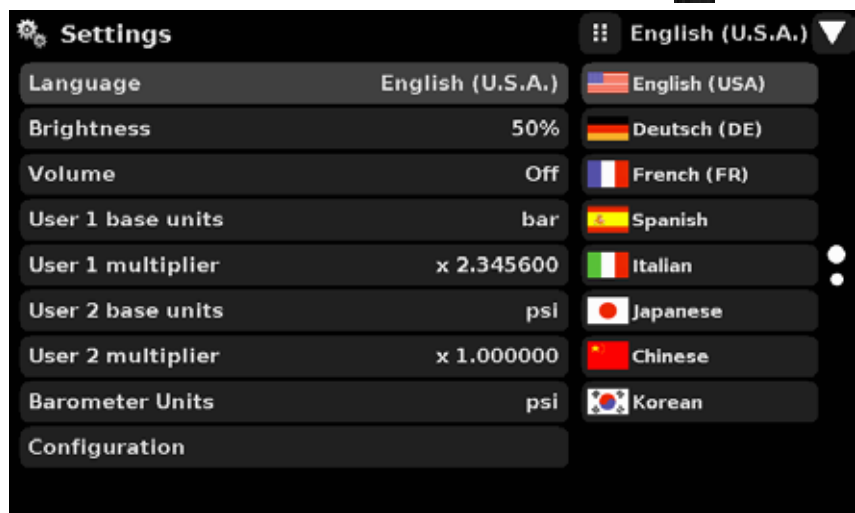 Settings
English (U.S.A.)
Language English (U.S.A.)
Brightness 50%
Volume Off
User 1 base units bar
User 1 multiplier x 2.345600
User 2 base units psi
User 2 multiplier x 1.000000
Barometer Units psi
Configuration
English (USA)
Deutsch (DE)
French (FR)
Spanish
Italian
Japanese
Chinese
Korean